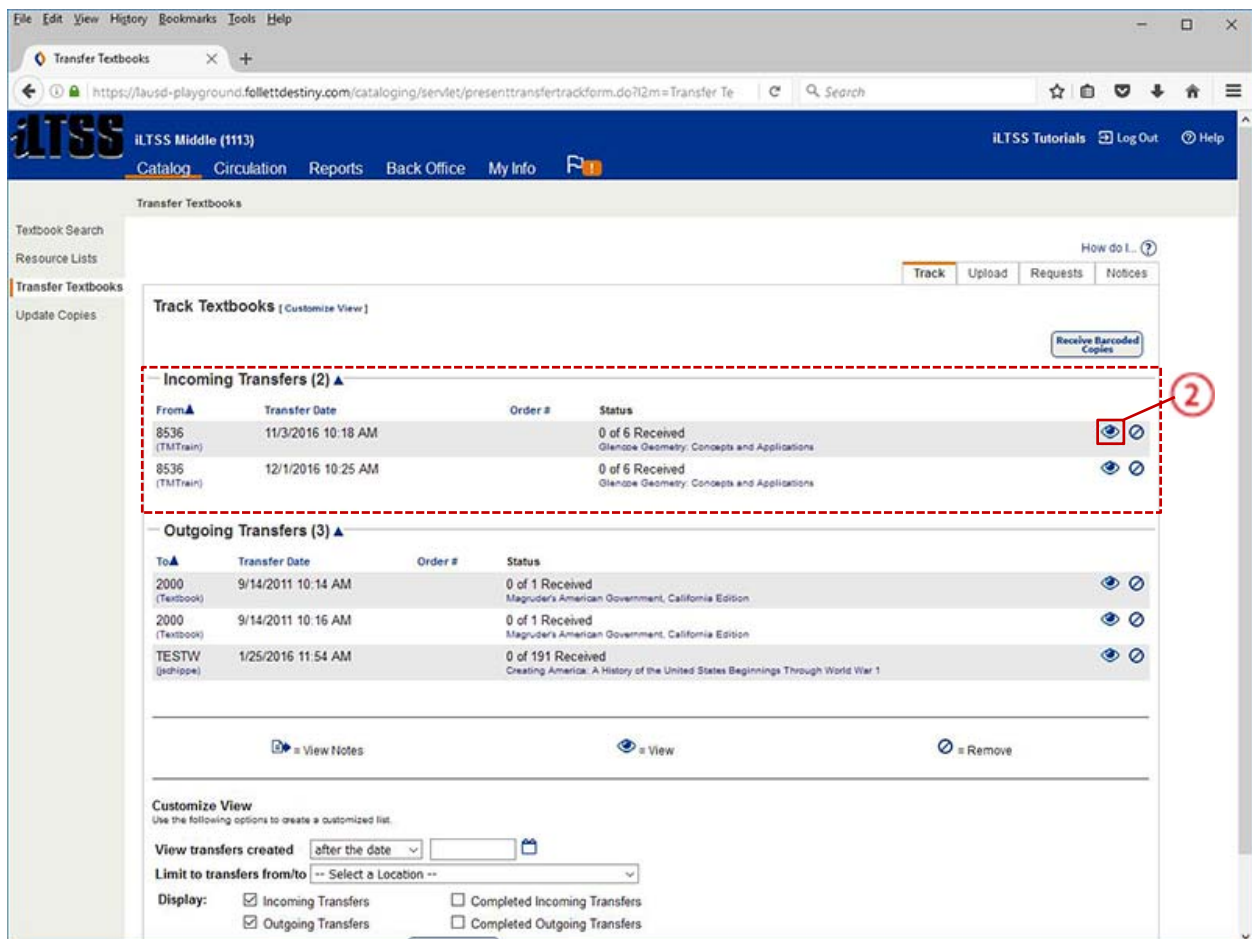 File Edit View History Bookmarks Tools Help
Transfer Textbooks
https://lausd-playground.follettdestiny.com/cataloging/servlet/presenttransfertrackform.do?l2m=Transfer Te
Search
iLTSS iLTSS Middle (1113) iLTSS Tutorials Log Out Help
Catalog Circulation Reports Back Office My Info
Transfer Textbooks
Textbook Search
Resource Lists
Transfer Textbooks
Update Copies
How do I...
Track Upload Requests Notices
Track Textbooks [ Customize View ]
Receive Barcoded
Copies
Incoming Transfers (2)
2
From Transfer Date Order # Status
8536 11/3/2016 10:18 AM 0 of 6 Received
(TMTrain) Glencoe Geometry: Concepts and Applications
8536 12/1/2016 10:25 AM 0 of 6 Received
(TMTrain) Glencoe Geometry: Concepts and Applications
Outgoing Transfers (3)
To Transfer Date Order # Status
2000 9/14/2011 10:14 AM 0 of 1 Received
(Textbook) Magruder's American Government, California Edition
2000 9/14/2011 10:16 AM 0 of 1 Received
(Textbook) Magruder's American Government, California Edition
TESTW 1/25/2016 11:54 AM 0 of 191 Received
(jschippe) Creating America: A History of the United States Beginnings Through World War 1
= View Notes = View = Remove
Customize View
Use the following options to create a customized list.
View transfers created after the date
Limit to transfers from/to -- Select a Location --
Display: Incoming Transfers Completed Incoming Transfers
Outgoing Transfers Completed Outgoing Transfers